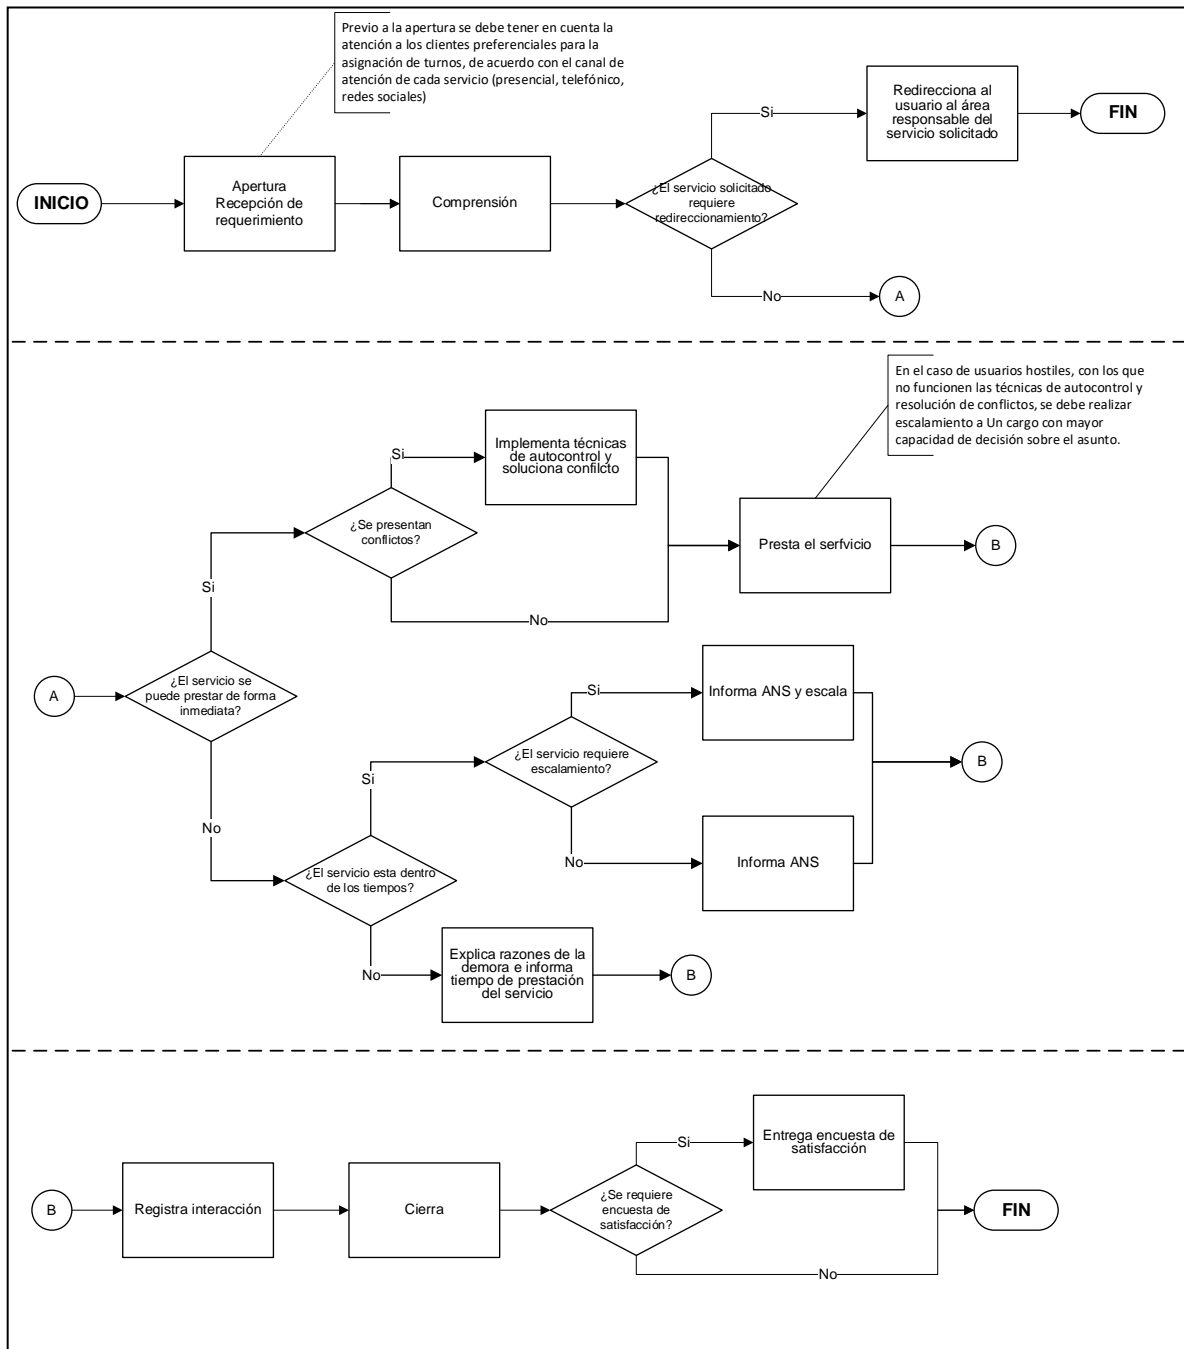 Previo a la apertura se debe tener en cuenta la
atención a los clientes preferenciales para la
asignación de turnos, de acuerdo con el canal de
atención de cada servicio (presencial, telefónico,
redes sociales)
Redirecciona al
usuario al área
responsable del
servicio solicitado
FIN
Si
INICIO
Apertura
Recepción de
requerimiento
Comprensión
¿El servicio solicitado
requiere
redireccionamiento?
No
A
En el caso de usuarios hostiles, con los que
no funcionen las técnicas de autocontrol y
resolución de conflictos, se debe realizar
escalamiento a Un cargo con mayor
capacidad de decisión sobre el asunto.
Implementa técnicas
de autocontrol y
soluciona confilcto
Si
¿Se presentan
conflictos?
Presta el serfvicio
B
Si
No
A
¿El servicio se
puede prestar de forma
inmediata?
Si
Informa ANS y escala
¿El servicio requiere
escalamiento?
B
Si
No
No
Informa ANS
¿El servicio esta dentro
de los tiempos?
No
Explica razones de la
demora e informa
tiempo de prestación
del servicio
B
Entrega encuesta de
satisfacción
Si
B
Registra interacción
Cierra
¿Se requiere
encuesta de
satisfacción?
FIN
No